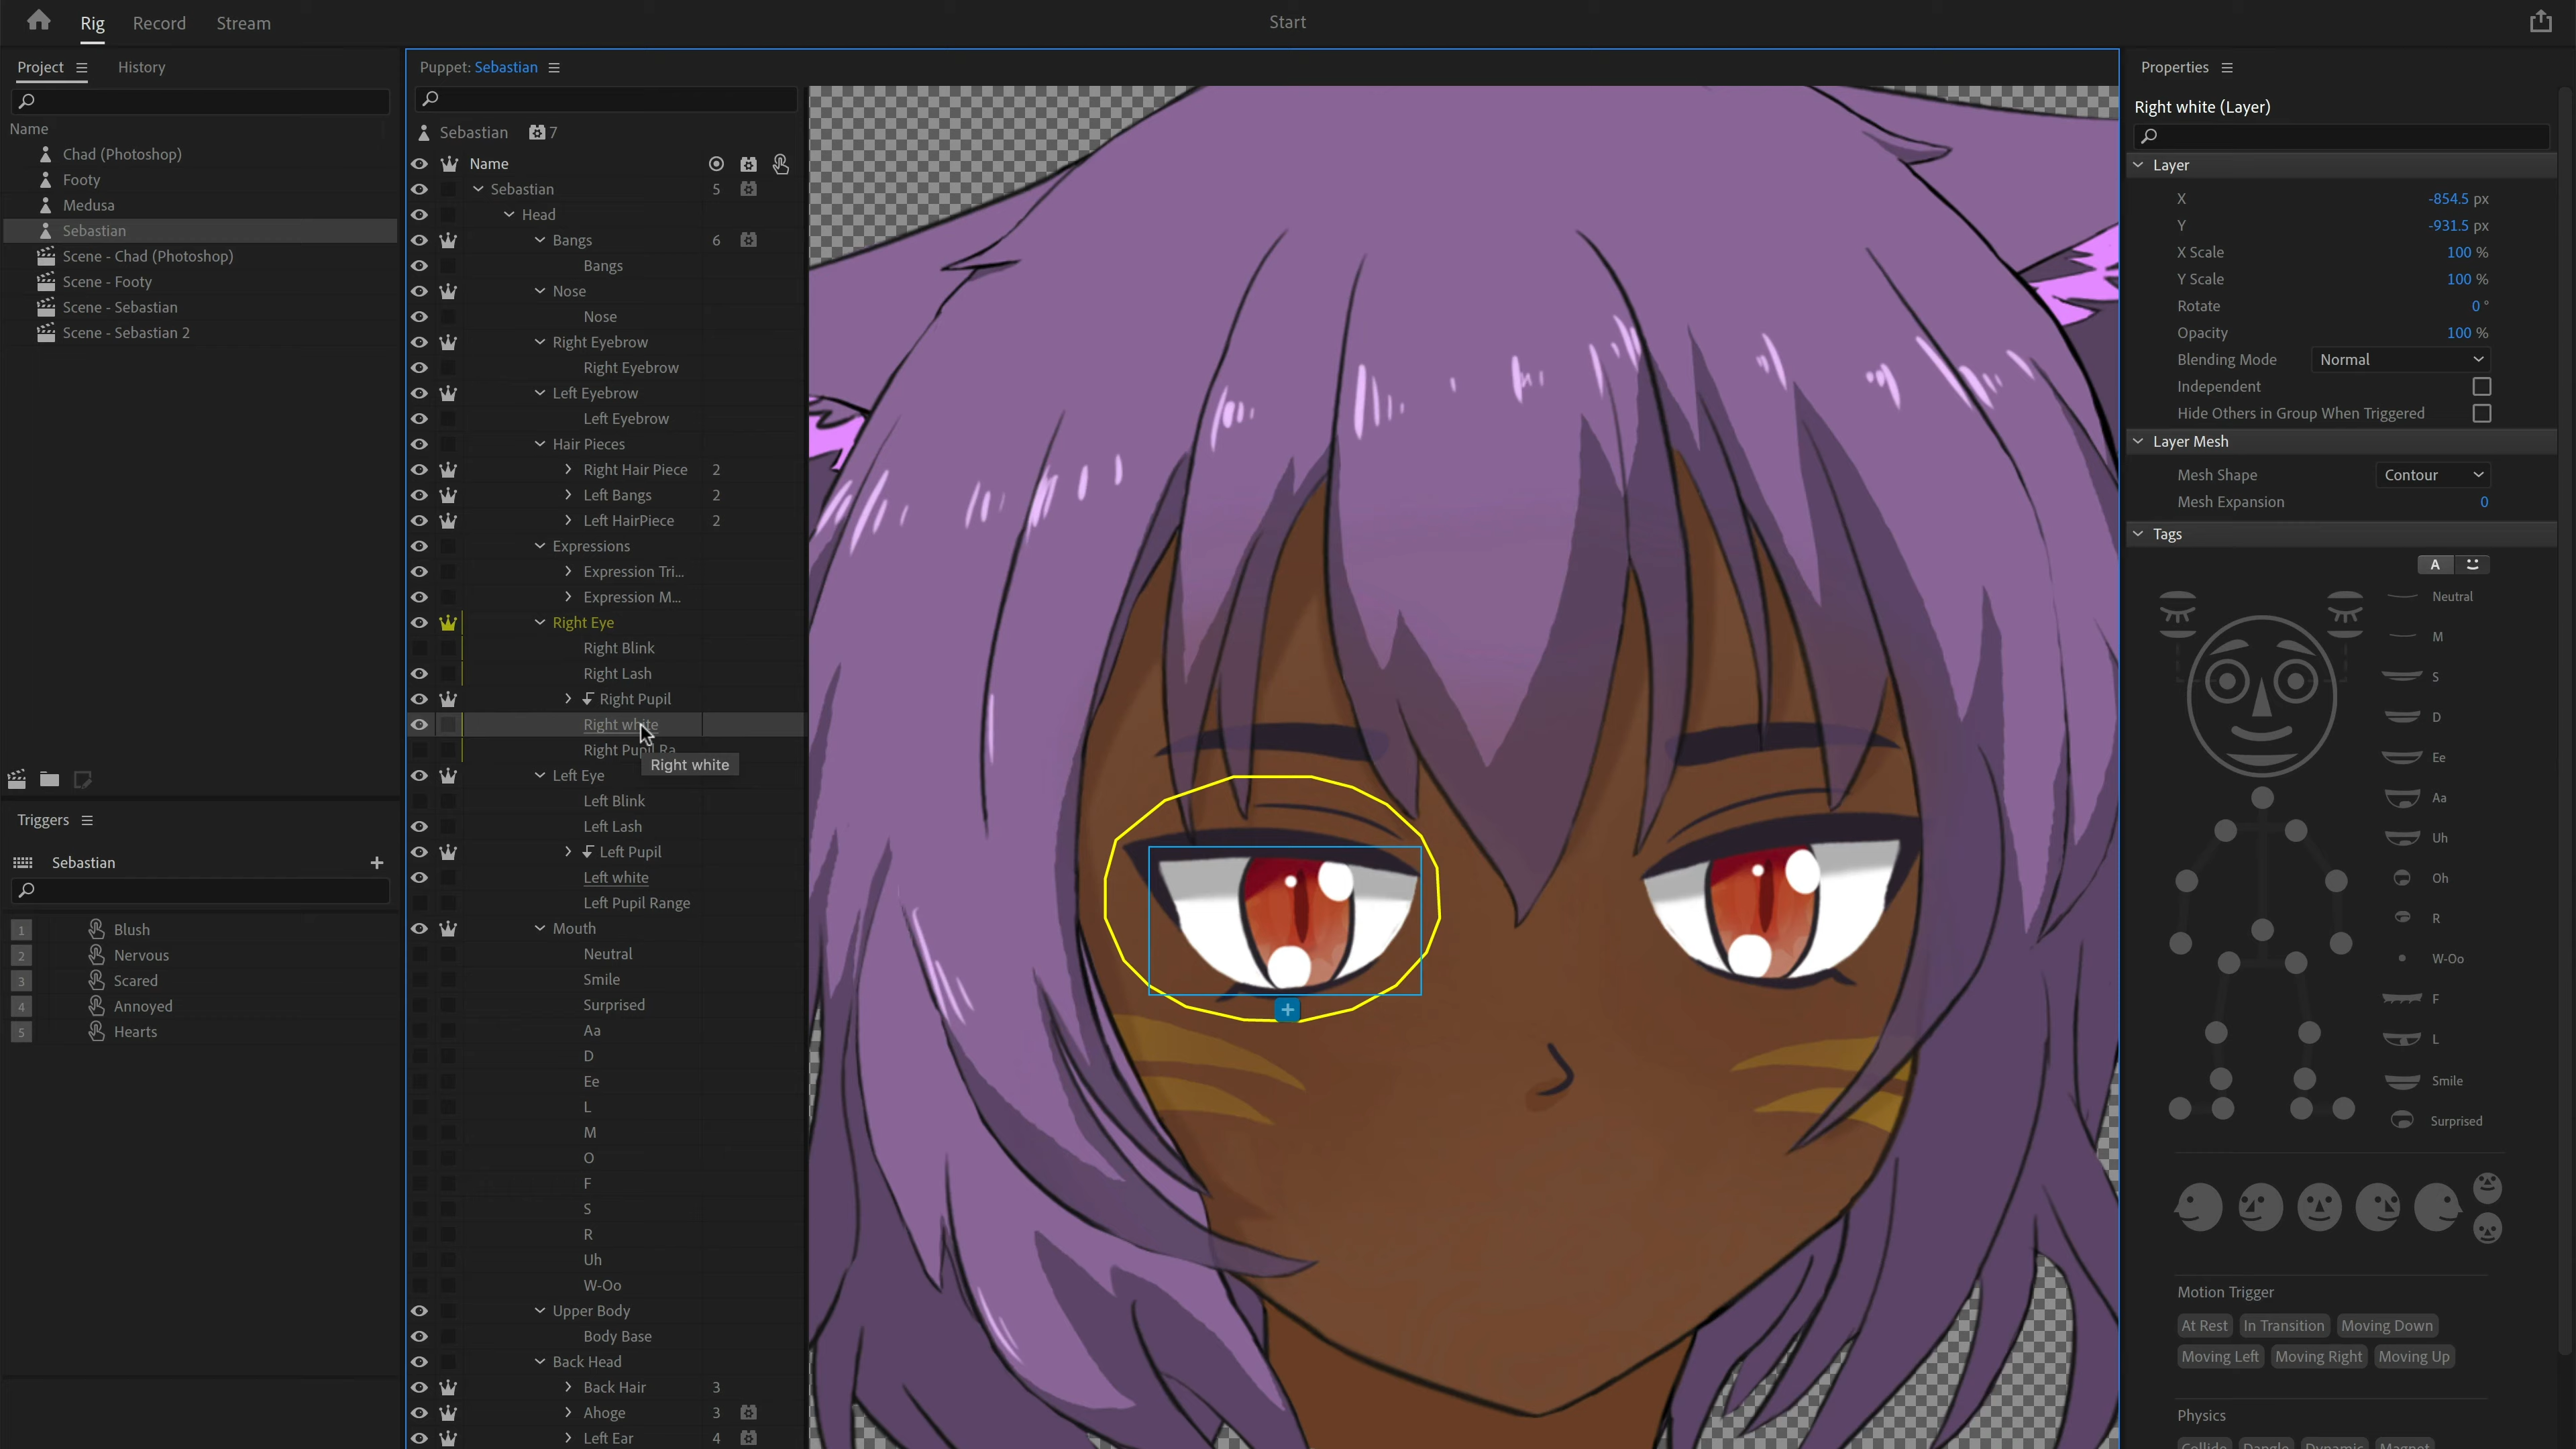 Rig Record Stream Start
Project History
Name
Chad (Photoshop)
Footy
Medusa
Sebastian
Scene - Chad (Photoshop)
Scene - Footy
Scene - Sebastian
Scene - Sebastian 2
Triggers
Sebastian
1 Blush
2 Nervous
3 Scared
4 Annoyed
5 Hearts
Puppet: Sebastian
Sebastian 7
Name
Sebastian 5
Head
Bangs 6
Bangs
Nose
Nose
Right Eyebrow
Right Eyebrow
Left Eyebrow
Left Eyebrow
Hair Pieces
Right Hair Piece 2
Left Bangs 2
Left HairPiece 2
Expressions
Expression Tri...
Expression M...
Right Eye
Right Blink
Right Lash
Right Pupil
Right white
Right Pupil Ra
Right white
Left Eye
Left Blink
Left Lash
Left Pupil
Left white
Left Pupil Range
Mouth
Neutral
Smile
Surprised
Aa
D
Ee
L
M
O
F
S
R
Uh
W-Oo
Upper Body
Body Base
Back Head
Back Hair 3
Ahoge 3
Left Ear 4
Properties
Right white (Layer)
Layer
X -854.5 px
Y -931.5 px
X Scale 100 %
Y Scale 100 %
Rotate 0 °
Opacity 100 %
Blending Mode Normal
Independent
Hide Others in Group When Triggered
Layer Mesh
Mesh Shape Contour
Mesh Expansion 0
Tags
A
Neutral
M
S
D
Ee
Aa
Uh
Oh
R
W-Oo
F
L
Smile
Surprised
Motion Trigger
At Rest In Transition Moving Down
Moving Left Moving Right Moving Up
Physics
Collide Dangle Dynamic Magnet